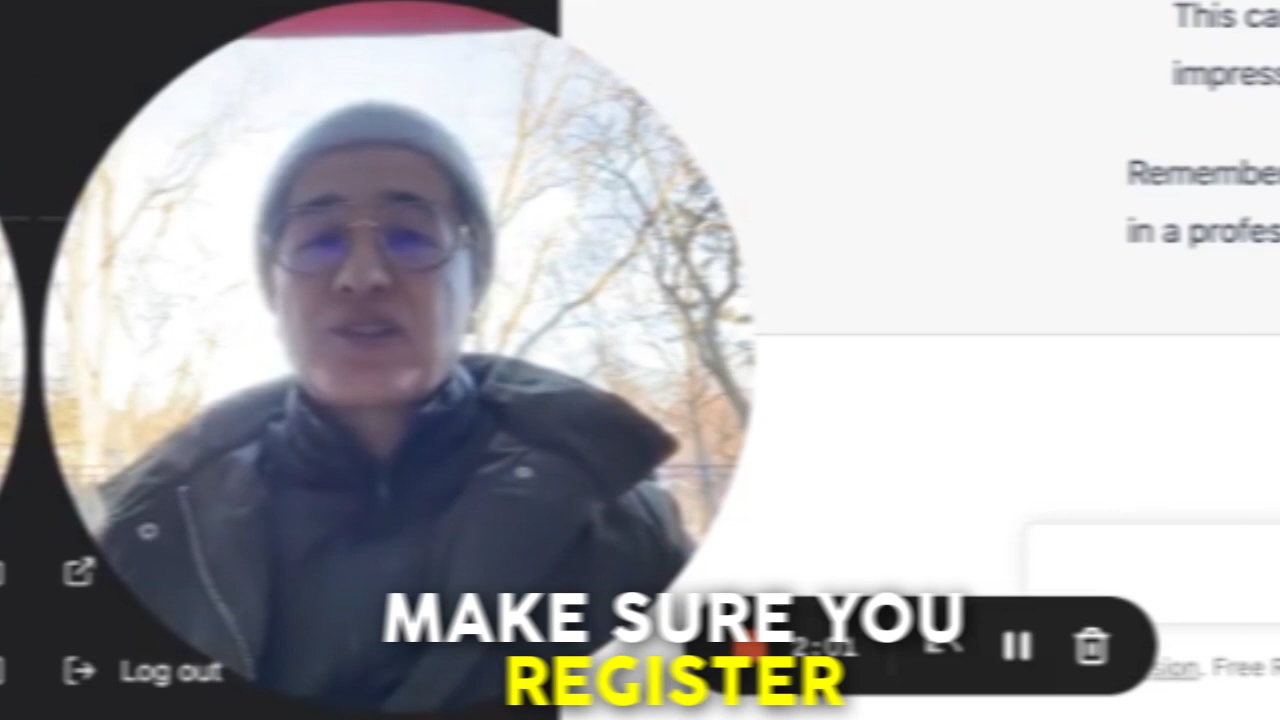 This ca
impress
Remember
in a profes
MAKE SURE YOU
2:01
REGISTER
Log out
sion. Free R